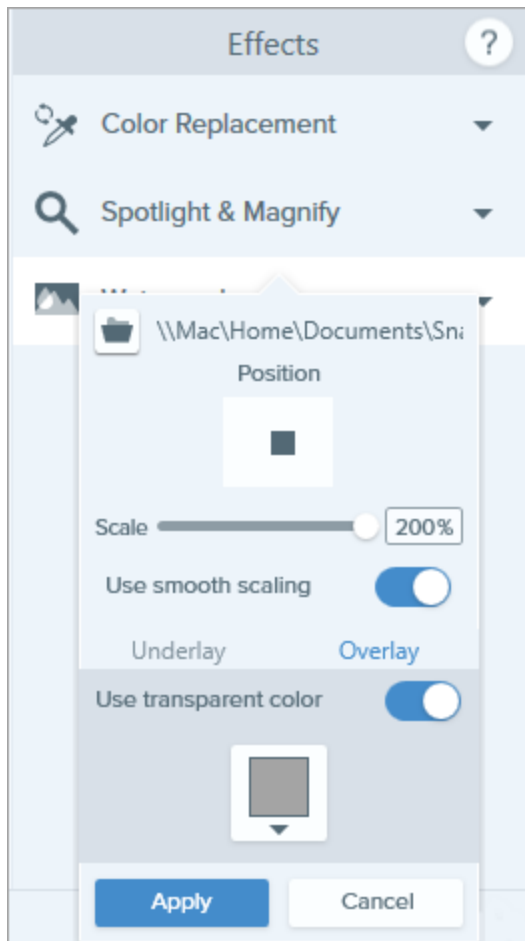 Effects
?
Color Replacement
Spotlight & Magnify
\\Mac\Home\Documents\Sna
Position
Scale
200%
Use smooth scaling
Underlay
Overlay
Use transparent color
Apply
Cancel